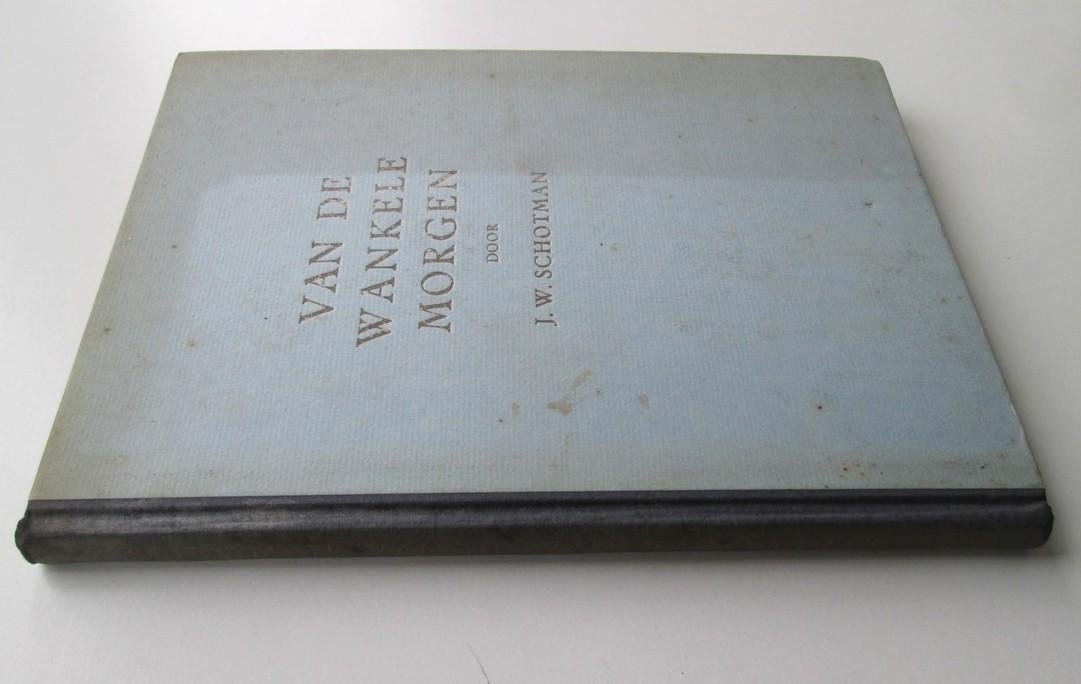 VAN DE
WANKELE
MORGEN
DOOR
J. W. SCHOTMAN